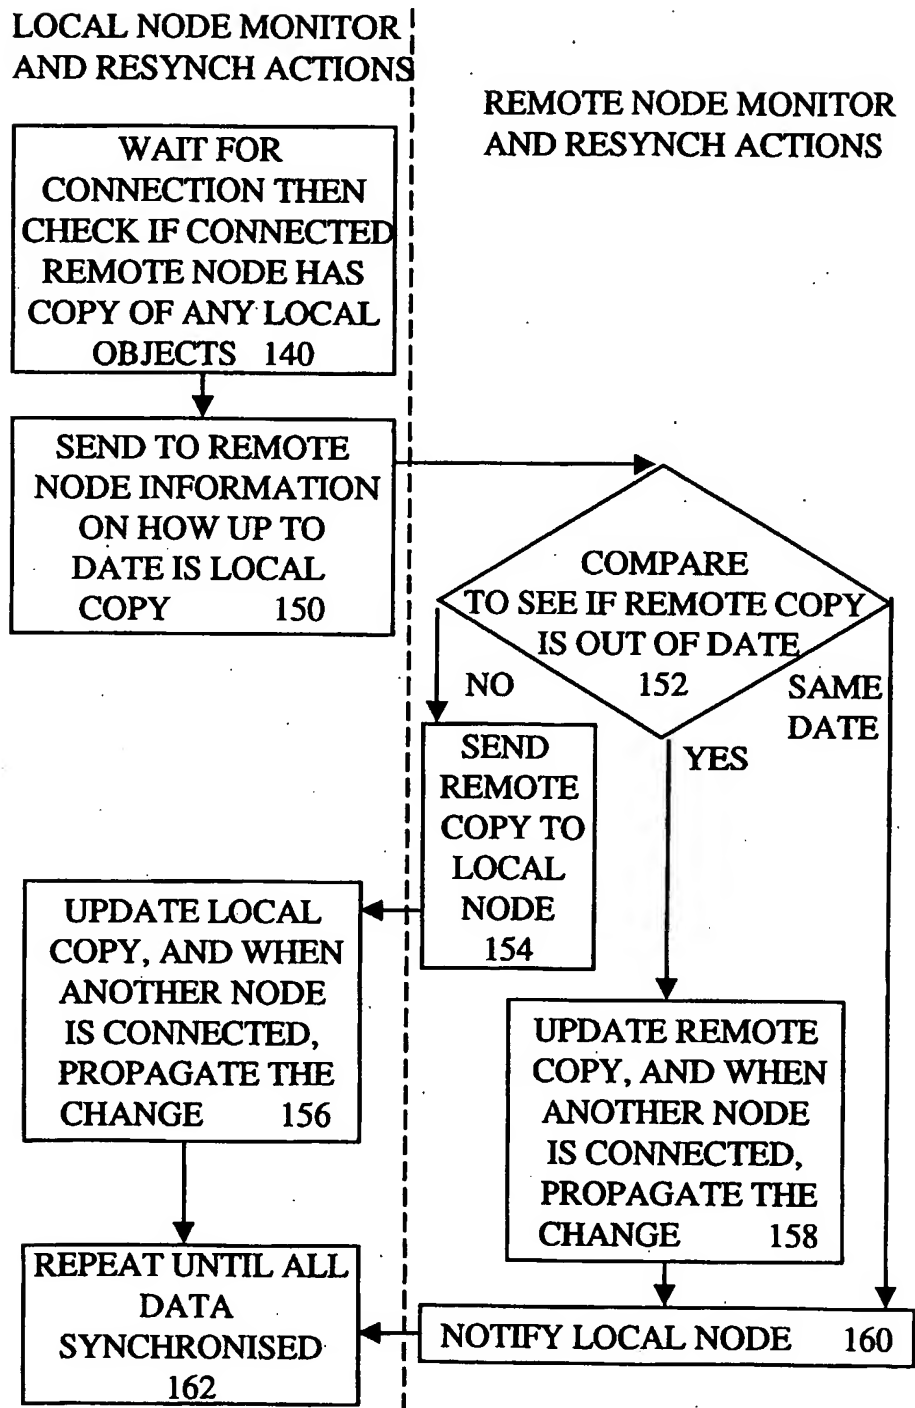 LOCAL NODE MONITOR
AND RESYNCH ACTIONS
REMOTE NODE MONITOR
AND RESYNCH ACTIONS
WAIT FOR
CONNECTION THEN
CHECK IF CONNECTED
REMOTE NODE HAS
COPY OF ANY LOCAL
OBJECTS 140
SEND TO REMOTE
NODE INFORMATION
ON HOW UP TO
DATE IS LOCAL
COPY 150
COMPARE
TO SEE IF REMOTE COPY
IS OUT OF DATE
152
NO
YES
SAME
DATE
SEND
REMOTE
COPY TO
LOCAL
NODE
154
UPDATE LOCAL
COPY, AND WHEN
ANOTHER NODE
IS CONNECTED,
PROPAGATE THE
CHANGE 156
UPDATE REMOTE
COPY, AND WHEN
ANOTHER NODE
IS CONNECTED,
PROPAGATE THE
CHANGE 158
NOTIFY LOCAL NODE 160
REPEAT UNTIL ALL
DATA
SYNCHRONISED
162